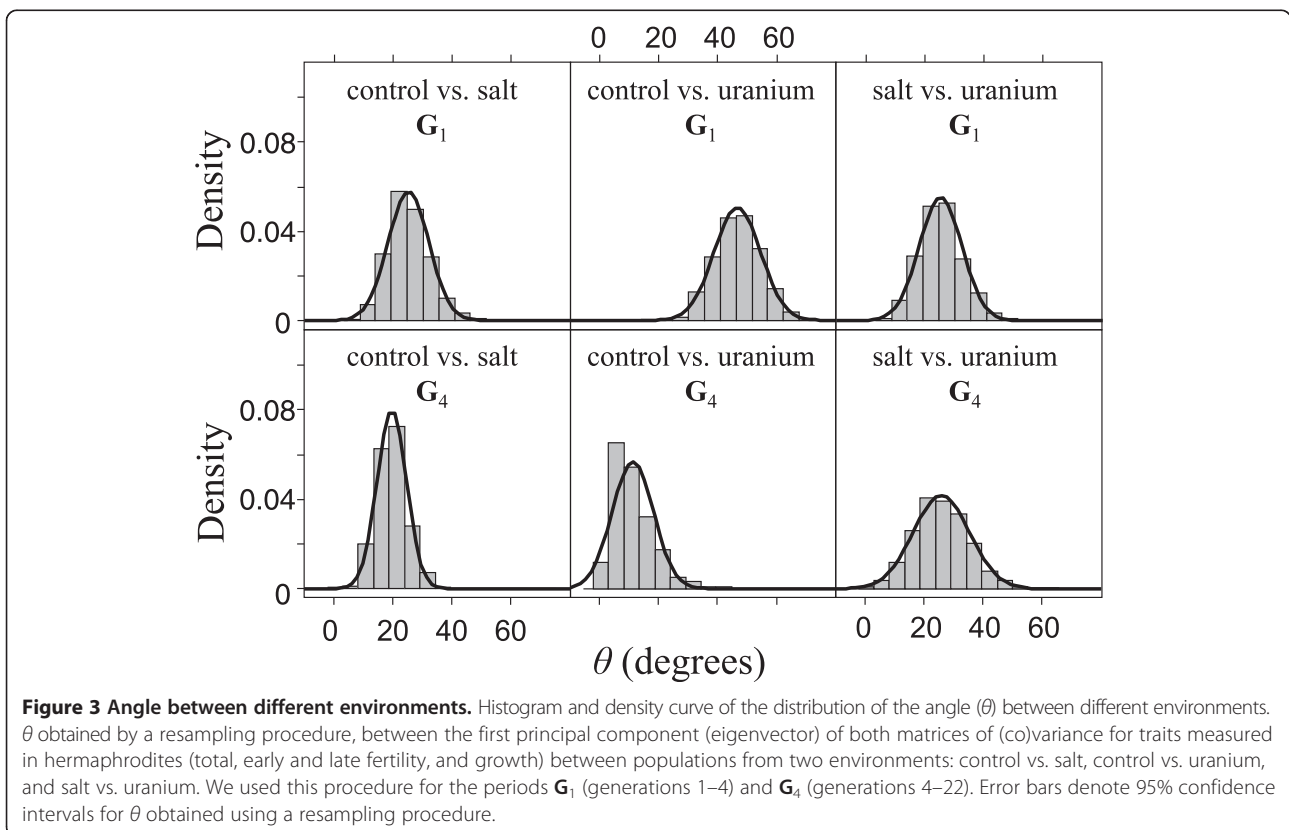 0 20 40 60
control vs. salt
G1
control vs. uranium
G1
salt vs. uranium
G1
Density
0.08
0.04
0
control vs. salt
G4
control vs. uranium
G4
salt vs. uranium
G4
Density
0.08
0.04
0
0 20 40 60
0 20 40 60
θ (degrees)
Figure 3 Angle between different environments. Histogram and density curve of the distribution of the angle (θ) between different environments.
θ obtained by a resampling procedure, between the first principal component (eigenvector) of both matrices of (co)variance for traits measured
in hermaphrodites (total, early and late fertility, and growth) between populations from two environments: control vs. salt, control vs. uranium,
and salt vs. uranium. We used this procedure for the periods G1 (generations 1–4) and G4 (generations 4–22). Error bars denote 95% confidence
intervals for θ obtained using a resampling procedure.